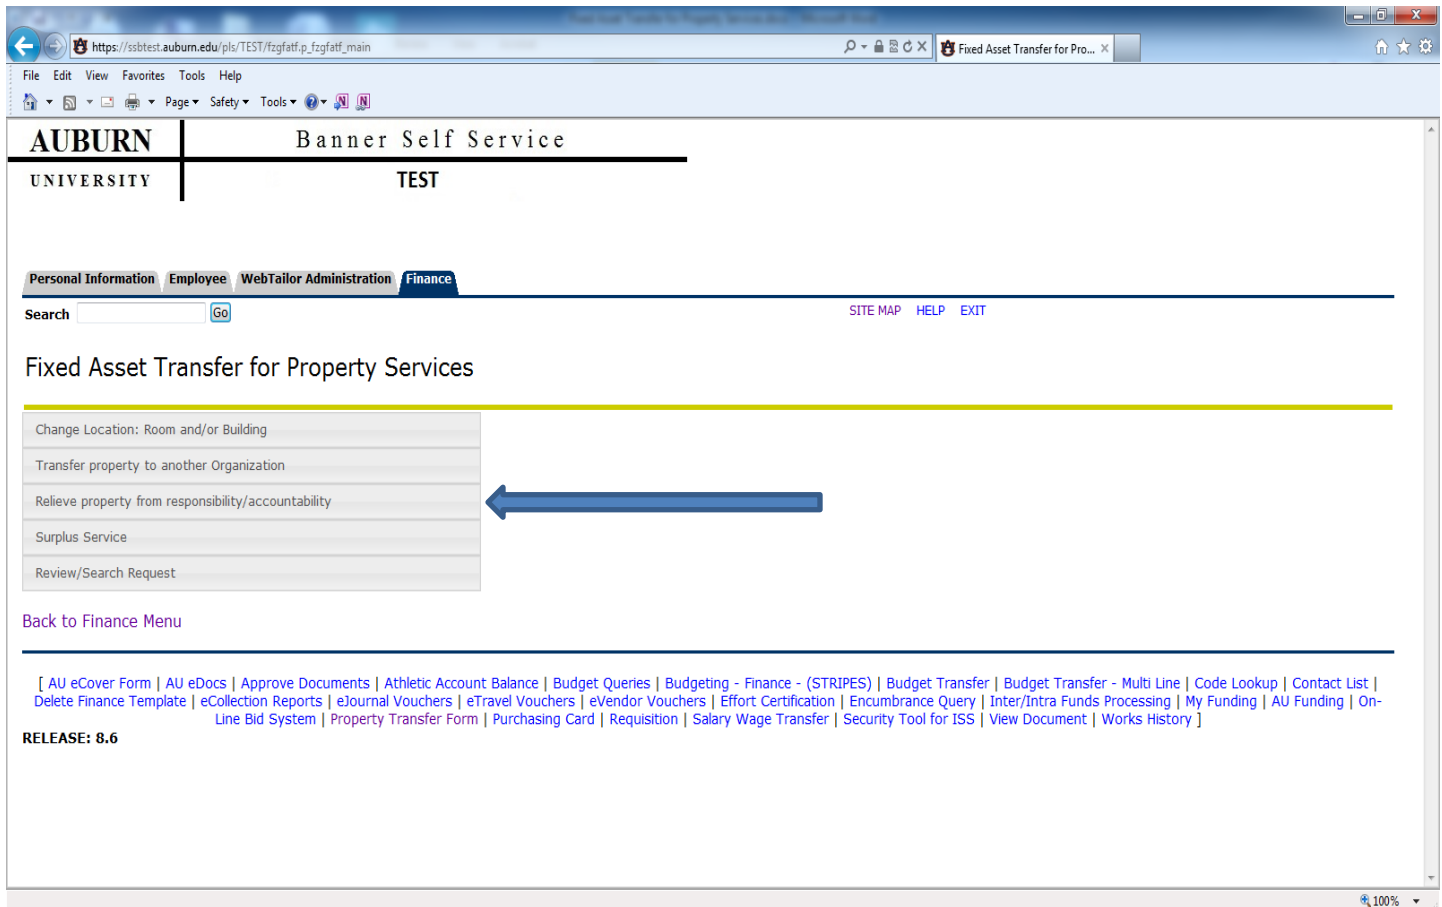 https://ssbtest.auburn.edu/pls/TEST/fzgfatf.p_fzgfatf_main
Fixed Asset Transfer for Pro...
File Edit View Favorites Tools Help
Page Safety Tools
AUBURN Banner Self Service
UNIVERSITY TEST
Personal Information Employee WebTailor Administration Finance
Search Go SITE MAP HELP EXIT
Fixed Asset Transfer for Property Services
Change Location: Room and/or Building
Transfer property to another Organization
Relieve property from responsibility/accountability
Surplus Service
Review/Search Request
Back to Finance Menu
[ AU eCover Form | AU eDocs | Approve Documents | Athletic Account Balance | Budget Queries | Budgeting - Finance - (STRIPES) | Budget Transfer | Budget Transfer - Multi Line | Code Lookup | Contact List |
Delete Finance Template | eCollection Reports | eJournal Vouchers | eTravel Vouchers | eVendor Vouchers | Effort Certification | Encumbrance Query | Inter/Intra Funds Processing | My Funding | AU Funding | On-
Line Bid System | Property Transfer Form | Purchasing Card | Requisition | Salary Wage Transfer | Security Tool for ISS | View Document | Works History ]
RELEASE: 8.6
100%